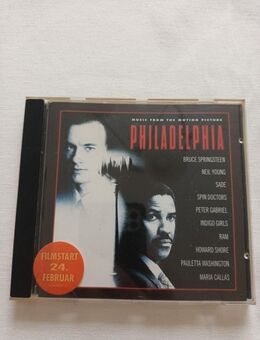 MUSIC FROM THE MOTION PICTURE
PHILADELPHIA
BRUCE SPRINGSTEEN
NEIL YOUNG
SADE
SPIN DOCTORS
PETER GABRIEL
INDIGO GIRLS
RAM
HOWARD SHORE
PAULETTA WASHINGTON
MARIA CALLAS
FILMSTART
24.
FEBRUAR